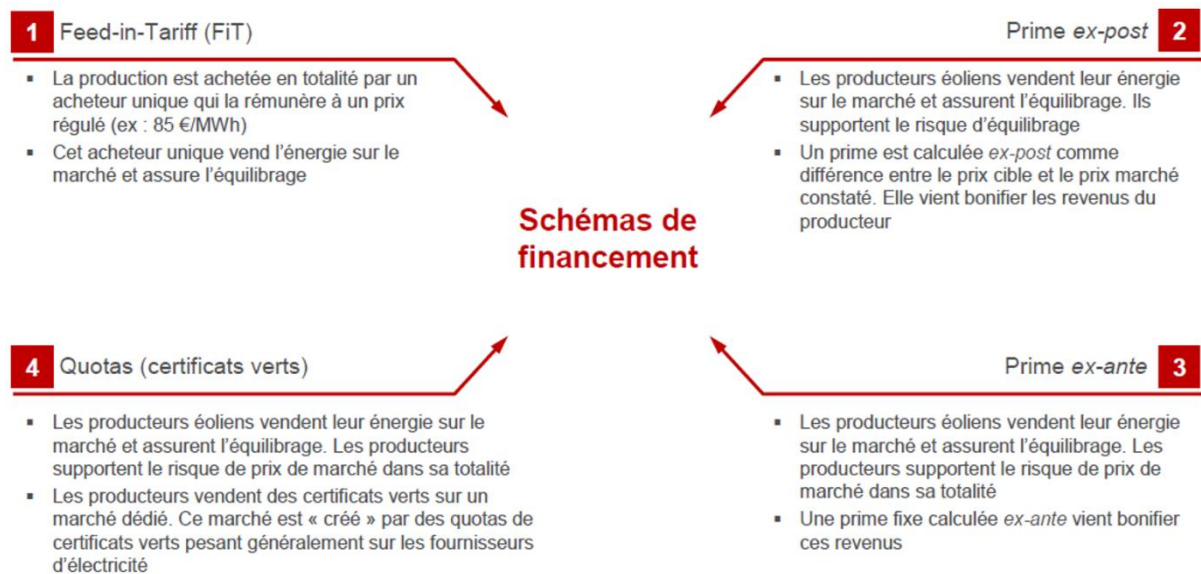 1 Feed-in-Tariff (FiT)
▪ La production est achetée en totalité par un
acheteur unique qui la rémunère à un prix
régulé (ex : 85 €/MWh)
▪ Cet acheteur unique vend l'énergie sur le
marché et assure l'équilibrage
Prime ex-post 2
▪ Les producteurs éoliens vendent leur énergie
sur le marché et assurent l'équilibrage. Ils
supportent le risque d'équilibrage
▪ Un prime est calculée ex-post comme
différence entre le prix cible et le prix marché
constaté. Elle vient bonifier les revenus du
producteur
Schémas de
financement
4 Quotas (certificats verts)
▪ Les producteurs éoliens vendent leur énergie sur le
marché et assurent l'équilibrage. Les producteurs
supportent le risque de prix de marché dans sa totalité
▪ Les producteurs vendent des certificats verts sur un
marché dédié. Ce marché est « créé » par des quotas de
certificats verts pesant généralement sur les fournisseurs
d'électricité
Prime ex-ante 3
▪ Les producteurs éoliens vendent leur énergie
sur le marché et assurent l'équilibrage. Les
producteurs supportent le risque de prix de
marché dans sa totalité
▪ Une prime fixe calculée ex-ante vient bonifier
ces revenus